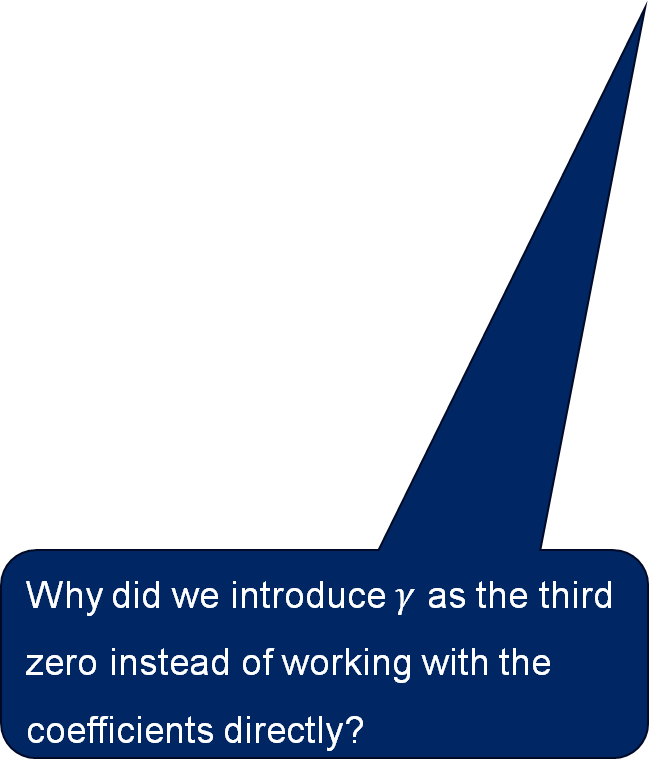 Why did we introduce γ as the third
zero instead of working with the
coefficients directly?